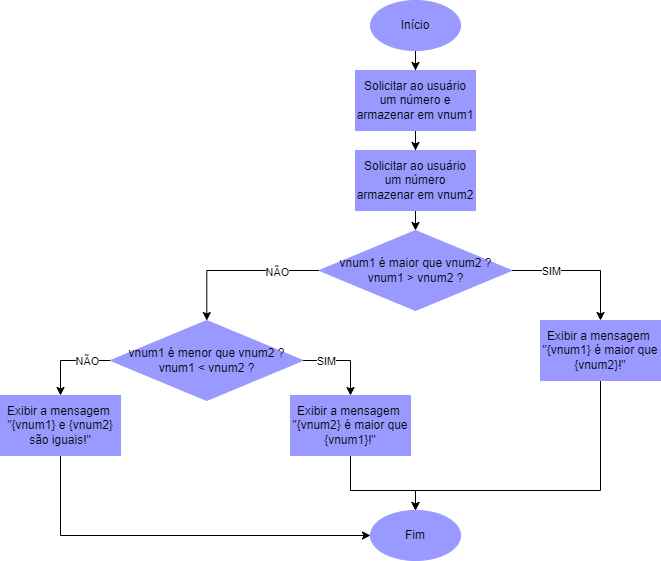 Início
Solicitar ao usuário
um número e
armazenar em vnum1
Solicitar ao usuário
um número
armazenar em vnum2
vnum1 é maior que vnum2 ?
vnum1 > vnum2 ?
NÃO
SIM
vnum1 é menor que vnum2 ?
vnum1 < vnum2 ?
NÃO
SIM
Exibir a mensagem
"{vnum1} é maior que
{vnum2}!"
Exibir a mensagem
"{vnum1} e {vnum2}
são iguais!"
Exibir a mensagem
"{vnum2} é maior que
{vnum1}!"
Fim